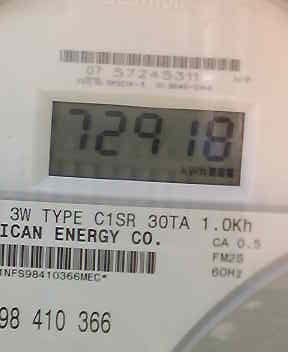 07 57245311
72918
kWh
3W TYPE C1SR 30TA 1.0Kh
ICAN ENERGY CO.
CA 0.5
FM2S
60Hz
1NFS98410366MEC*
98 410 366